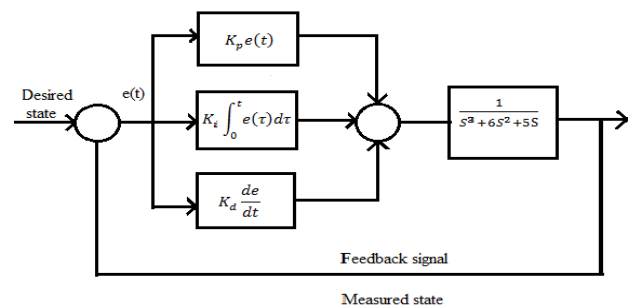 K_p e(t)
e(t)
Desired
state
K_i ∫_0^t e(τ)dτ
1
S³+6S²+5S
K_d de/dt
Feedback signal
Measured state